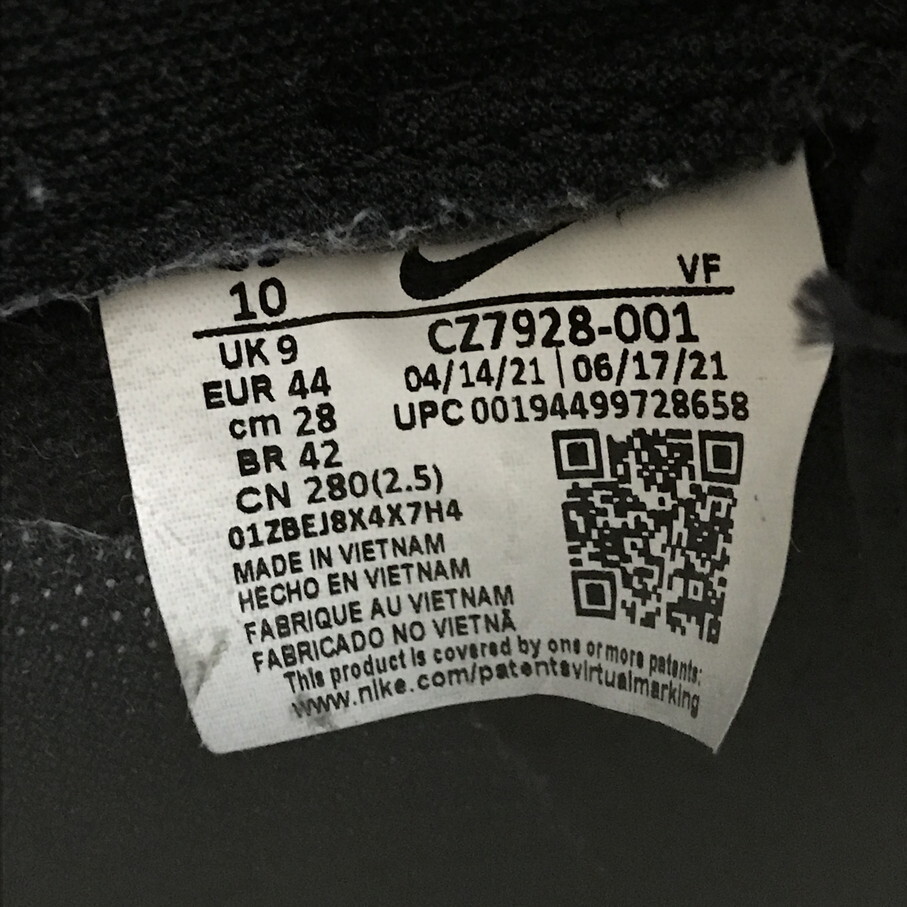 10
VF
UK 9
EUR 44
cm 28
BR 42
CN 280(2.5)
CZ7928-001
04/14/21 | 06/17/21
UPC 00194499728658
01ZBEJ8X4X7H4
MADE IN VIETNAM
HECHO EN VIETNAM
FABRIQUE AU VIETNAM
FABRICADO NO VIETNÃ
This product is covered by one or more patents:
www.nike.com/patentsvirtualmarking